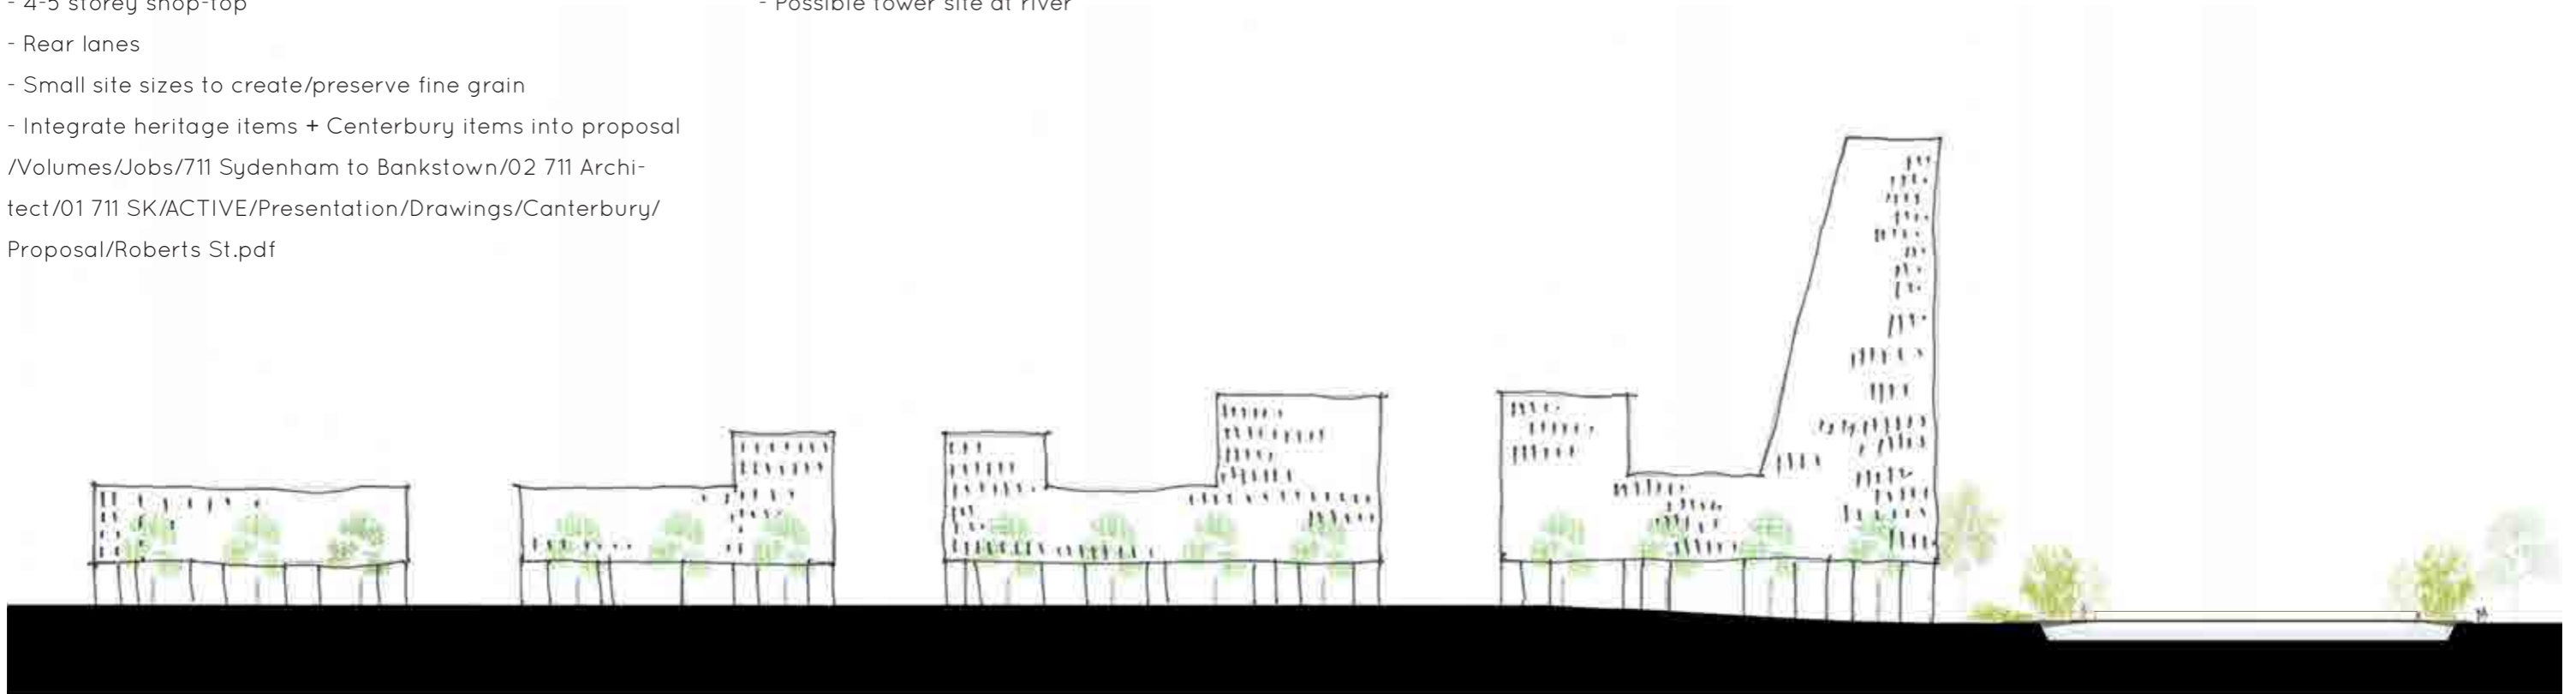 - 4-5 storey shop-top
- Rear lanes
- Small site sizes to create/preserve fine grain
- Integrate heritage items + Centerbury items into proposal
/Volumes/Jobs/711 Sydenham to Bankstown/02 711 Archi-
tect/01 711 SK/ACTIVE/Presentation/Drawings/Canterbury/
Proposal/Roberts St.pdf
- Possible tower site at river